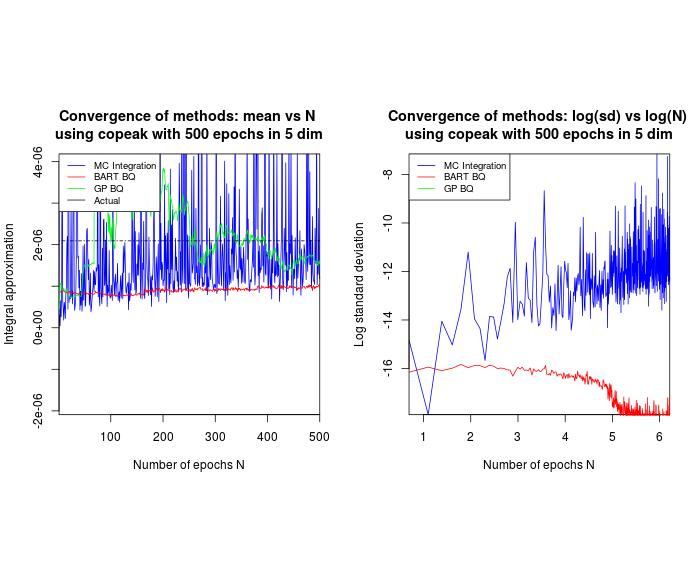 Convergence of methods: mean vs N
using copeak with 500 epochs in 5 dim
MC Integration
BART BQ
GP BQ
Actual
Integral approximation
4e-06
2e-06
0e+00
-2e-06
100 200 300 400 500
Number of epochs N
Convergence of methods: log(sd) vs log(N)
using copeak with 500 epochs in 5 dim
MC Integration
BART BQ
GP BQ
Log standard deviation
-8
-10
-12
-14
-16
1 2 3 4 5 6
Number of epochs N